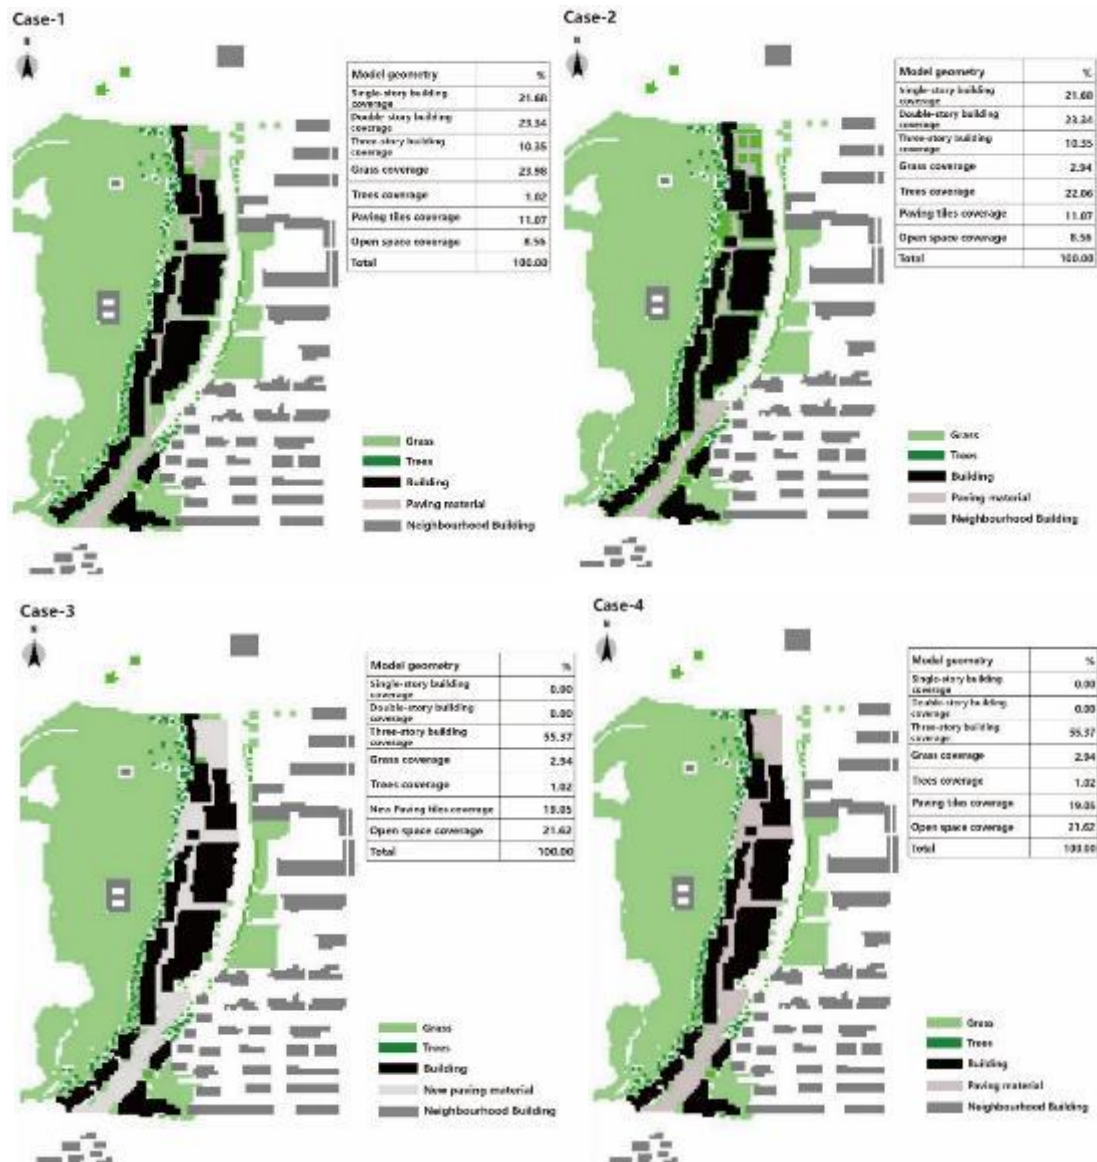 Case-1
N
Model geometry %
Single-story building coverage 21.68
Double-story building coverage 23.34
Three-story building coverage 10.35
Grass coverage 23.98
Trees coverage 1.02
Paving tiles coverage 11.07
Open space coverage 8.56
Total 100.00
Grass
Trees
Building
Paving material
Neighbourhood Building
Case-2
N
Model geometry %
Single-story building coverage 21.68
Double-story building coverage 23.34
Three-story building coverage 10.35
Grass coverage 2.94
Trees coverage 22.06
Paving tiles coverage 11.07
Open space coverage 8.56
Total 100.00
Grass
Trees
Building
Paving material
Neighbourhood Building
Case-3
N
Model geometry %
Single-story building coverage 0.00
Double-story building coverage 0.00
Three-story building coverage 55.37
Grass coverage 2.94
Trees coverage 1.02
New Paving tiles coverage 19.05
Open space coverage 21.62
Total 100.00
Grass
Trees
Building
New paving material
Neighbourhood Building
Case-4
N
Model geometry %
Single-story building coverage 0.00
Double-story building coverage 0.00
Three-story building coverage 55.37
Grass coverage 2.94
Trees coverage 1.02
Paving tiles coverage 19.05
Open space coverage 21.62
Total 100.00
Grass
Trees
Building
Paving material
Neighbourhood Building